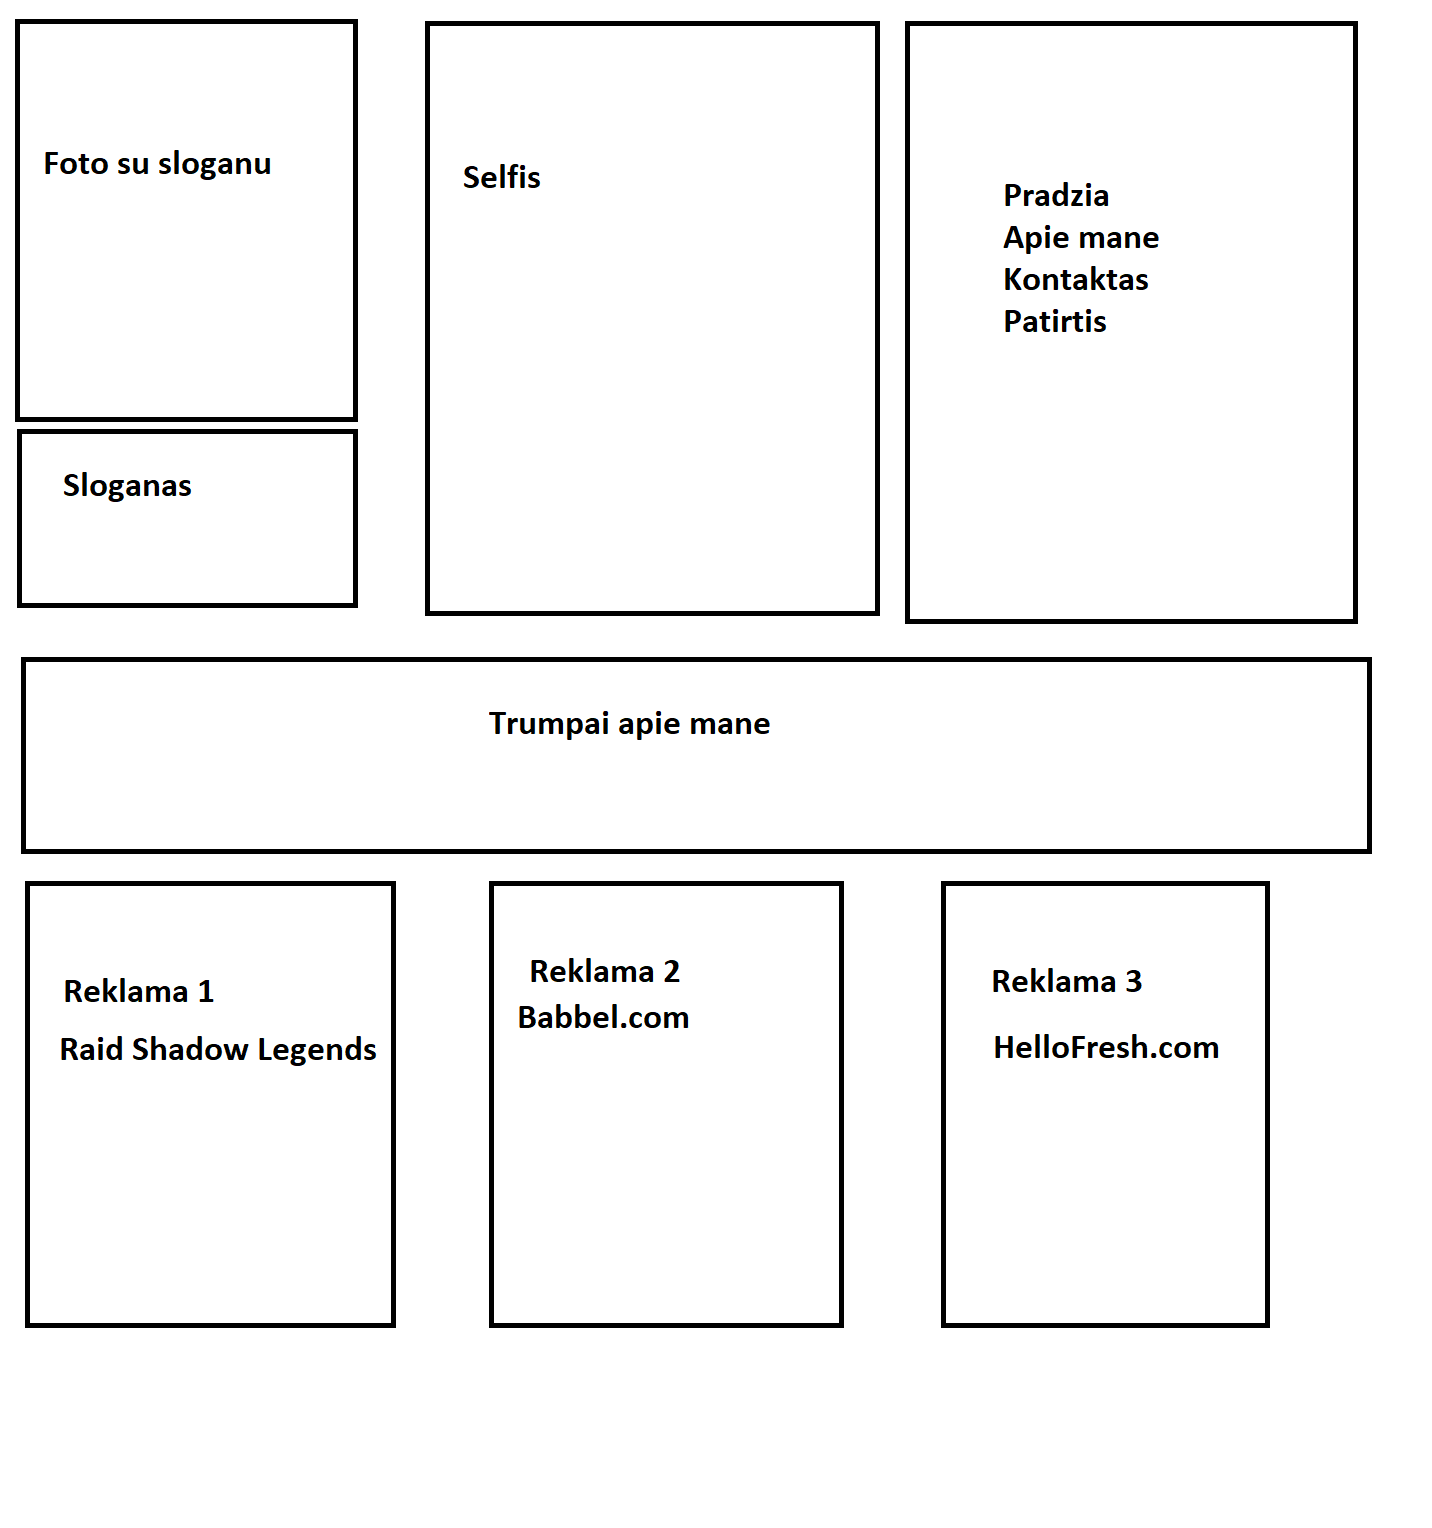 Foto su sloganu
Sloganas
Selfis
Pradzia
Apie mane
Kontaktas
Patirtis
Trumpai apie mane
Reklama 1
Raid Shadow Legends
Reklama 2
Babbel.com
Reklama 3
HelloFresh.com